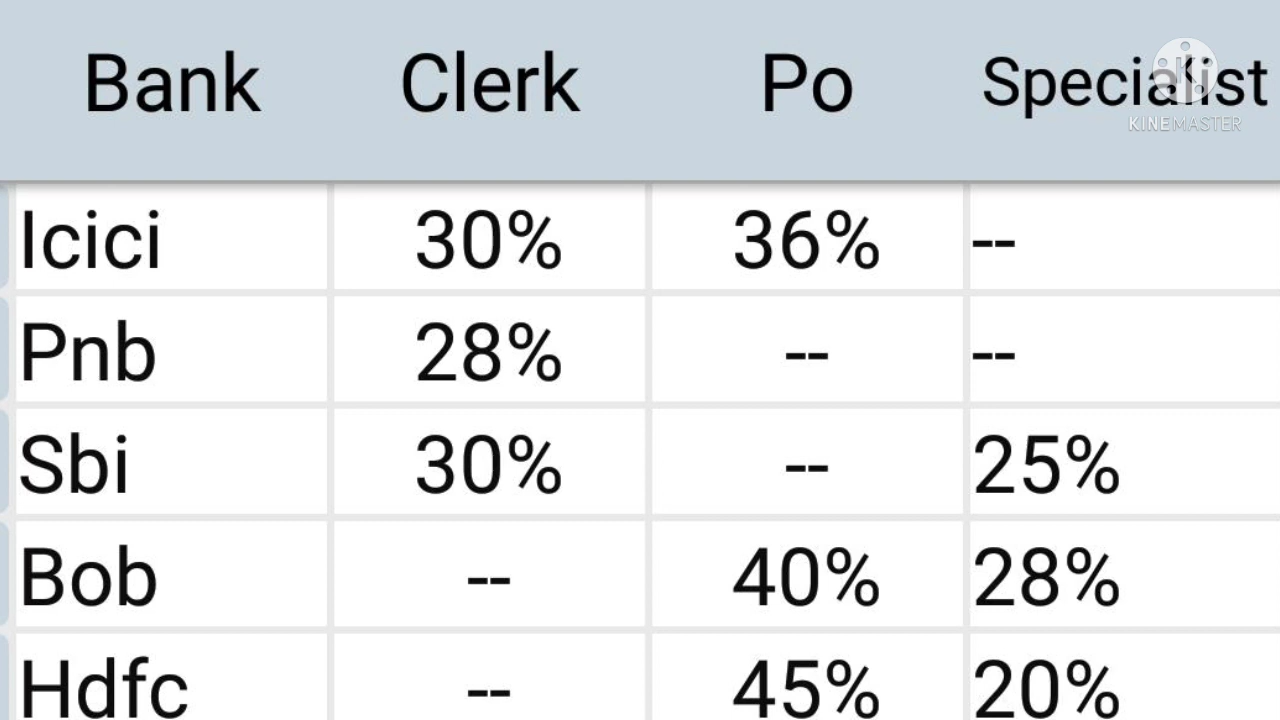 Bank Clerk Po Specialist
KINEMASTER
Icici 30% 36% --
Pnb 28% -- --
Sbi 30% -- 25%
Bob -- 40% 28%
Hdfc -- 45% 20%